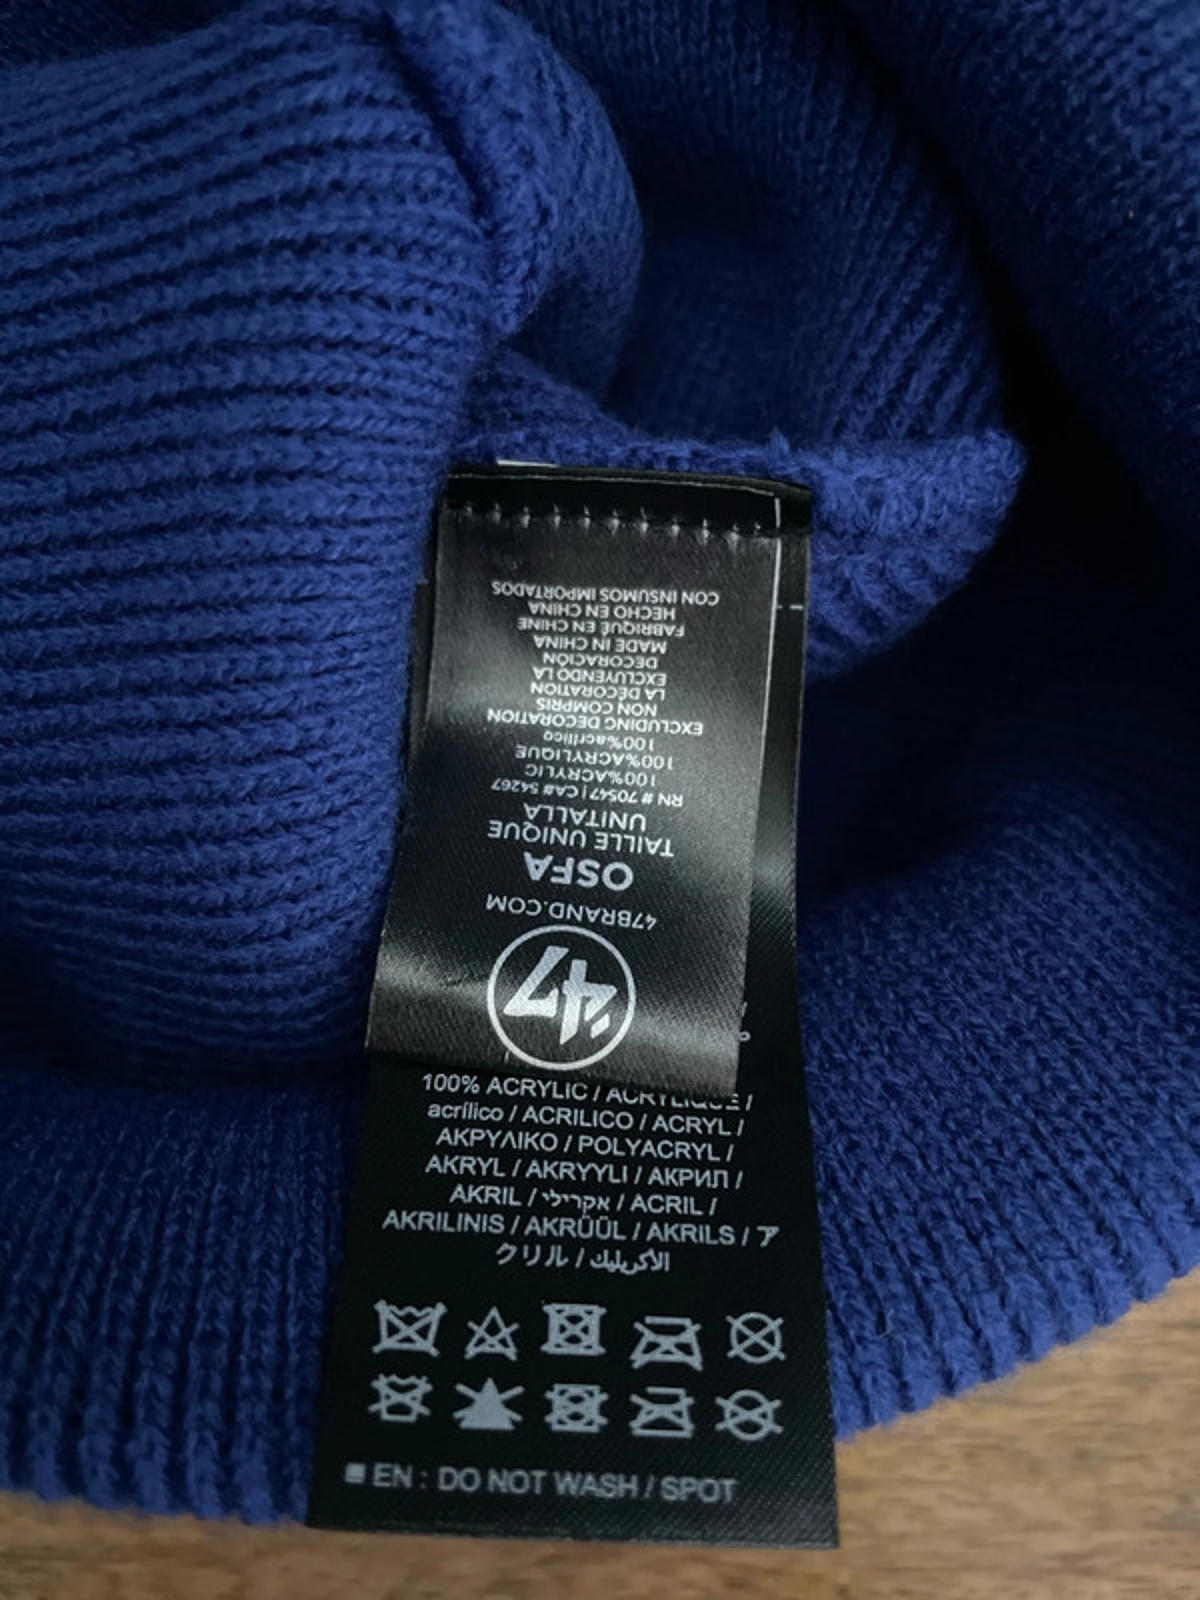 47
47BRAND.COM
OSFA
TAILLE UNIQUE
UNITALLA
RN # 70547 | CA# 54267
100%ACRYLIC
100%ACRYLIQUE
100%acrílico
EXCLUDING DECORATION
NON COMPRIS
LA DÉCORATION
EXCLUYENDO LA
DECORACIÓN
MADE IN CHINA
FABRIQUÉ EN CHINE
HECHO EN CHINA
CON INSUMOS IMPORTADOS
100% ACRYLIC / ACRYLIQUE /
acrílico / ACRILICO / ACRYL /
ΑΚΡΥΛΙΚΟ / POLYACRYL /
AKRYL / AKRYYLI / АКРИЛ /
AKRIL / אקרילי / ACRIL /
AKRILINIS / AKRÜÜL / AKRILS / ア
クリル / الأكريليك
EN : DO NOT WASH / SPOT